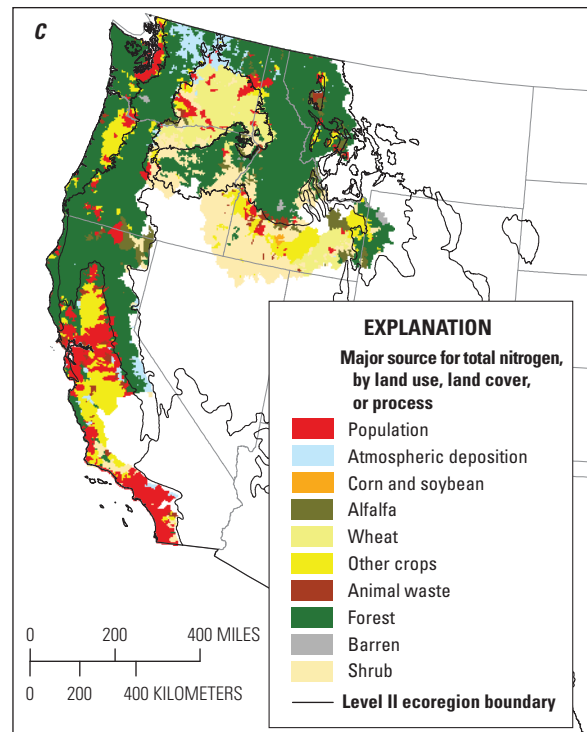 C
EXPLANATION
Major source for total nitrogen,
by land use, land cover,
or process
Population
Atmospheric deposition
Corn and soybean
Alfalfa
Wheat
Other crops
Animal waste
Forest
Barren
Shrub
Level II ecoregion boundary
0 200 400 MILES
0 200 400 KILOMETERS